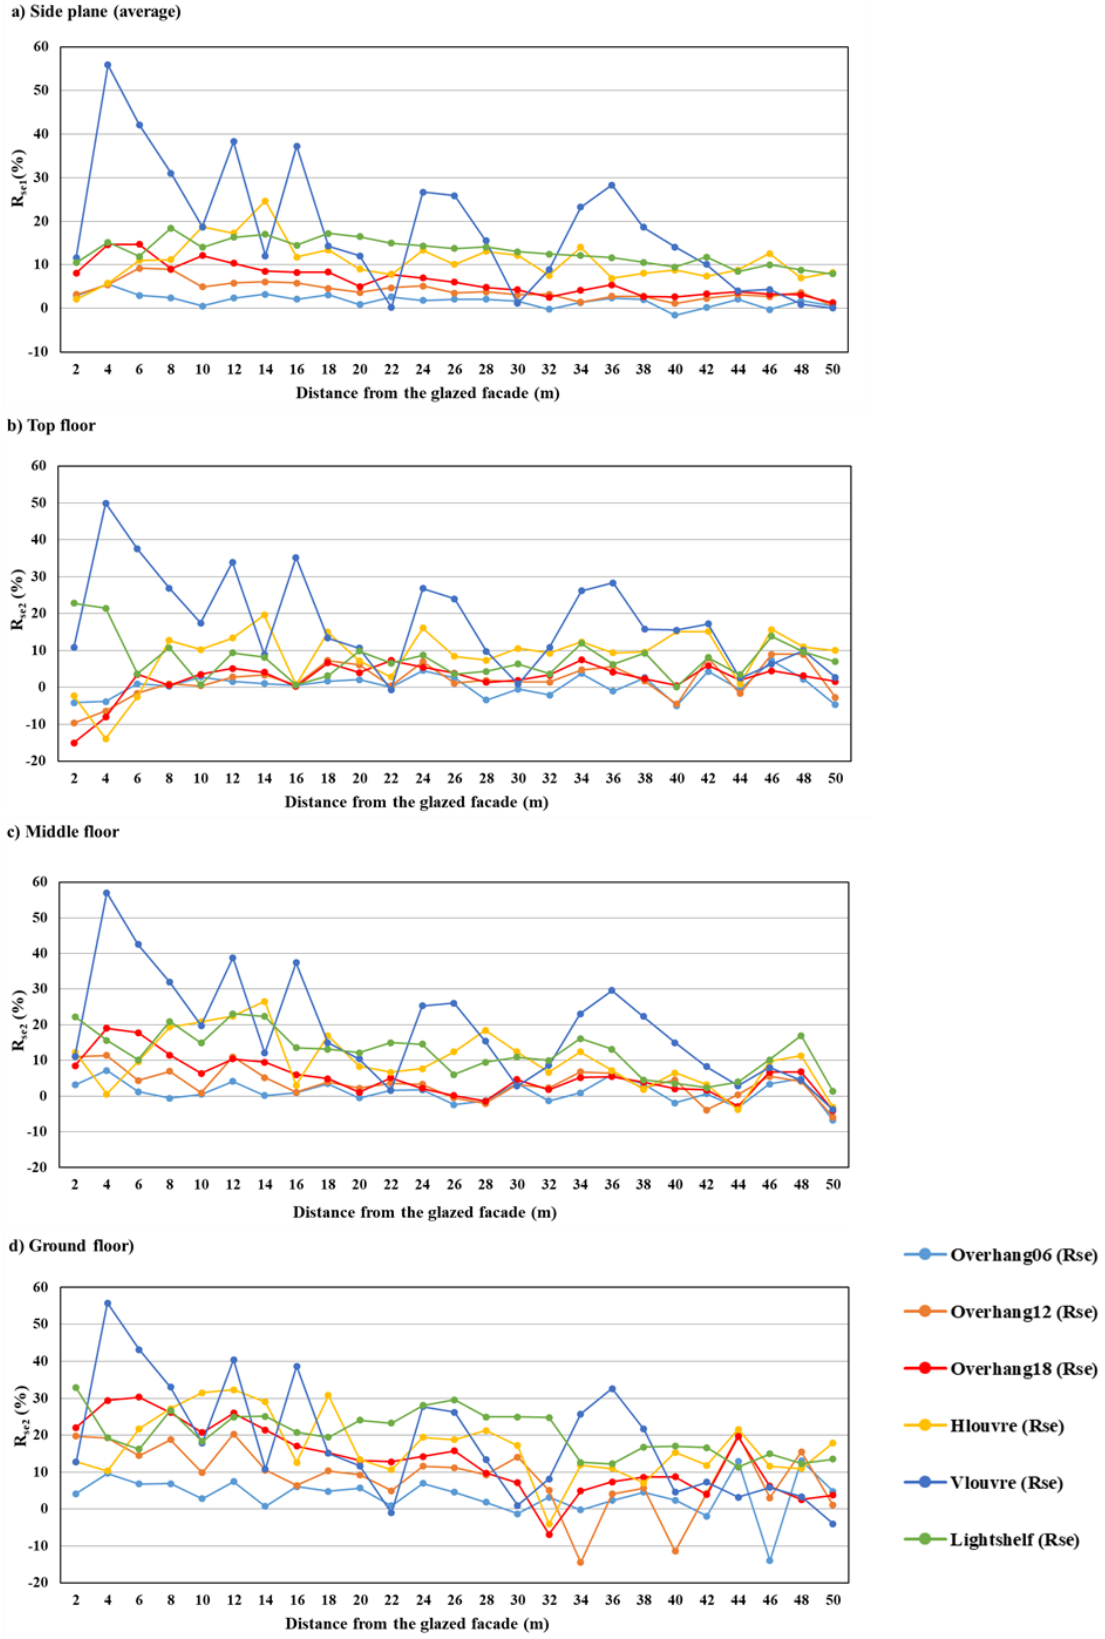 a) Side plane (average)
60
50
40
30
20
10
0
-10
Rse1(%)
2 4 6 8 10 12 14 16 18 20 22 24 26 28 30 32 34 36 38 40 42 44 46 48 50
Distance from the glazed facade (m)
b) Top floor
60
50
40
30
20
10
0
-10
-20
Rse2 (%)
2 4 6 8 10 12 14 16 18 20 22 24 26 28 30 32 34 36 38 40 42 44 46 48 50
Distance from the glazed facade (m)
c) Middle floor
60
50
40
30
20
10
0
-10
-20
Rse2 (%)
2 4 6 8 10 12 14 16 18 20 22 24 26 28 30 32 34 36 38 40 42 44 46 48 50
Distance from the glazed facade (m)
d) Ground floor)
60
50
40
30
20
10
0
-10
-20
Rse2 (%)
2 4 6 8 10 12 14 16 18 20 22 24 26 28 30 32 34 36 38 40 42 44 46 48 50
Distance from the glazed facade (m)
Overhang06 (Rse)
Overhang12 (Rse)
Overhang18 (Rse)
Hlouvre (Rse)
Vlouvre (Rse)
Lightshelf (Rse)